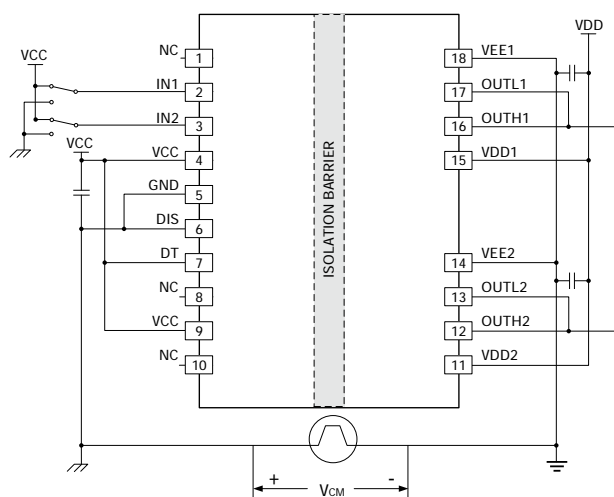 VCC
VDD
NC 1
IN1 2
IN2 3
VCC
VCC 4
GND 5
DIS 6
DT 7
NC 8
VCC 9
NC 10
ISOLATION BARRIER
18 VEE1
17 OUTL1
16 OUTH1
15 VDD1
14 VEE2
13 OUTL2
12 OUTH2
11 VDD2
+ VCM -